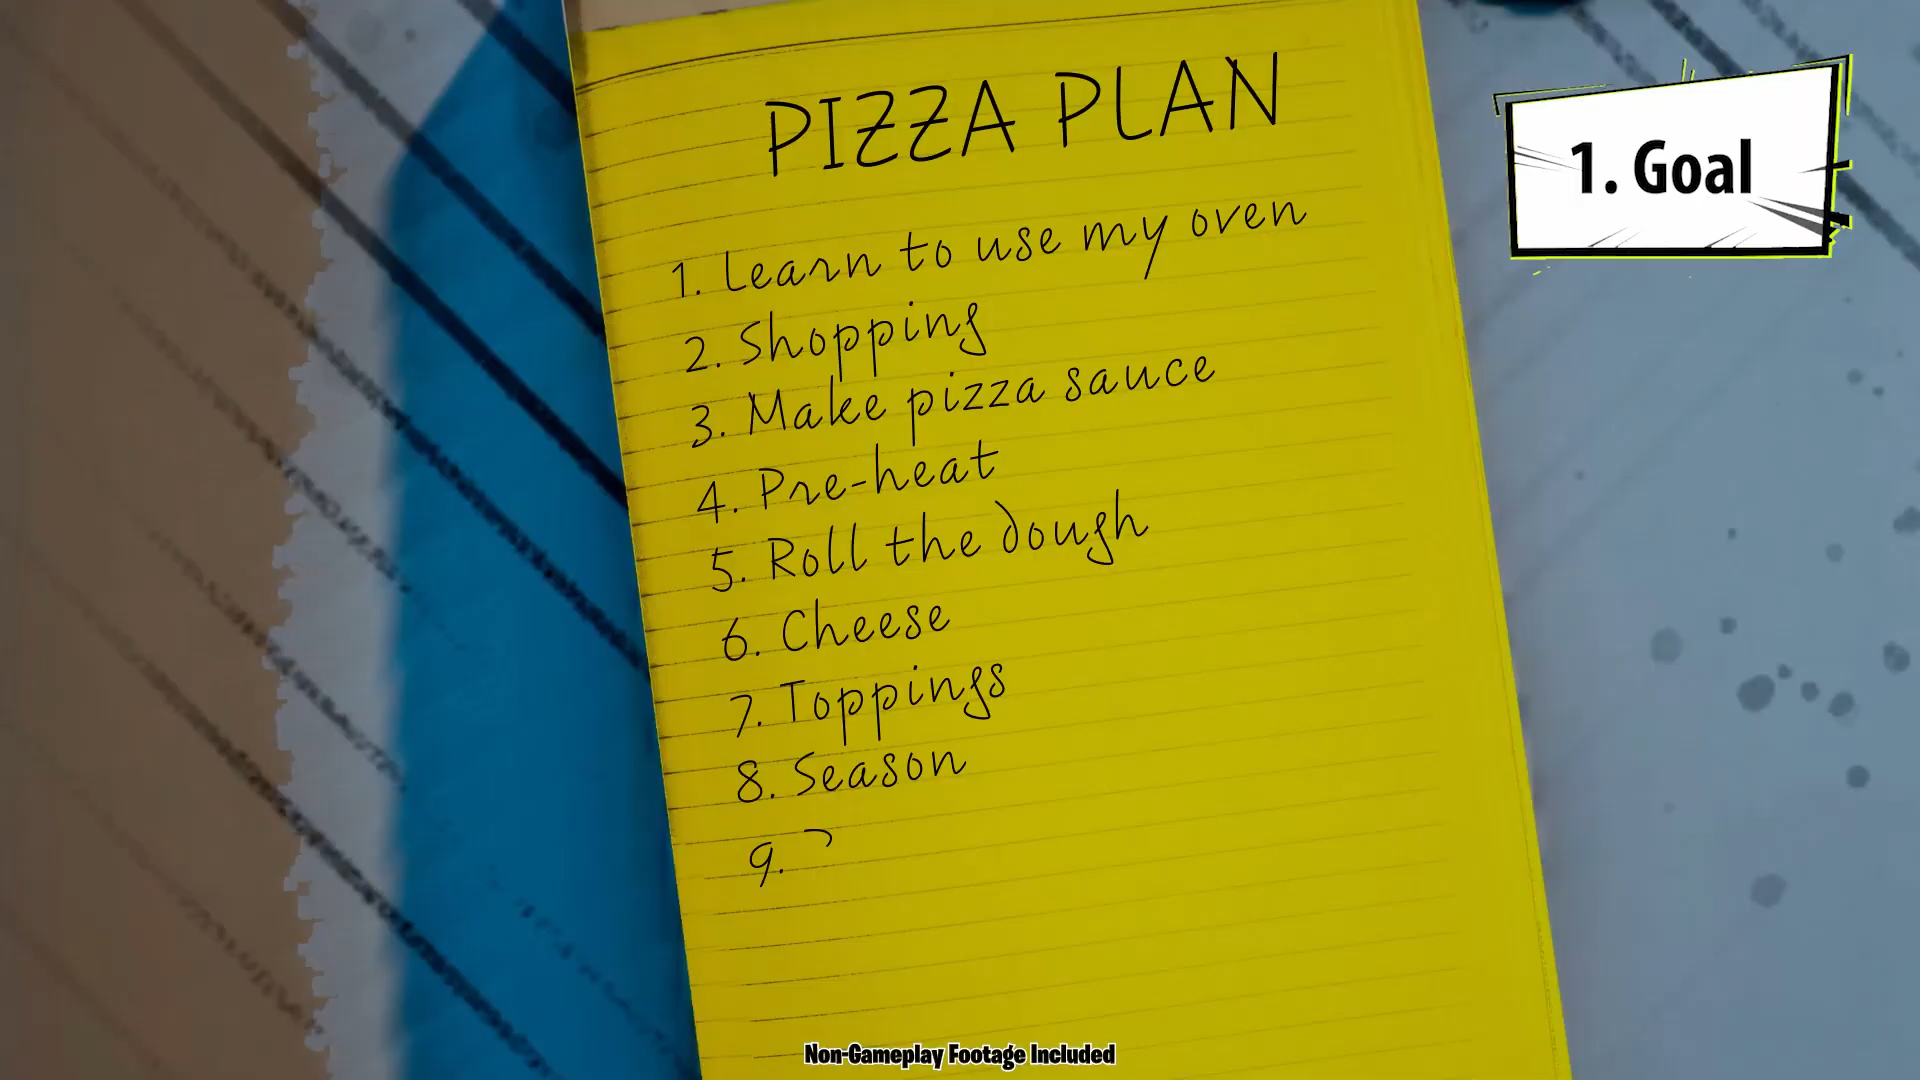 PIZZA PLAN
1. Goal
1. Learn to use my oven
2. Shopping
3. Make pizza sauce
4. Pre-heat
5. Roll the dough
6. Cheese
7. Toppings
8. Season
9.
Non-Gameplay Footage Included